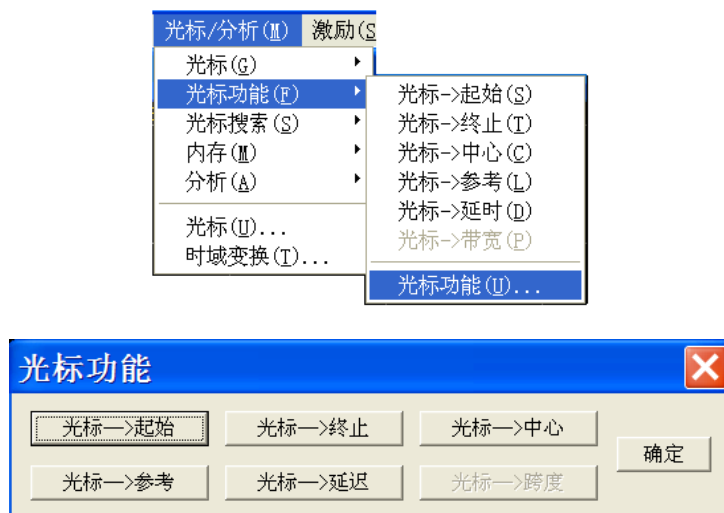 光标/分析(M) 激励(S
光标(G)
光标功能(F)
光标搜索(S)
内存(M)
分析(A)
光标(U)...
时域变换(T)...
光标->起始(S)
光标->终止(T)
光标->中心(C)
光标->参考(L)
光标->延时(D)
光标->带宽(P)
光标功能(U)...
光标功能
光标—>起始 光标—>终止 光标—>中心
确定
光标—>参考 光标—>延迟 光标—>跨度